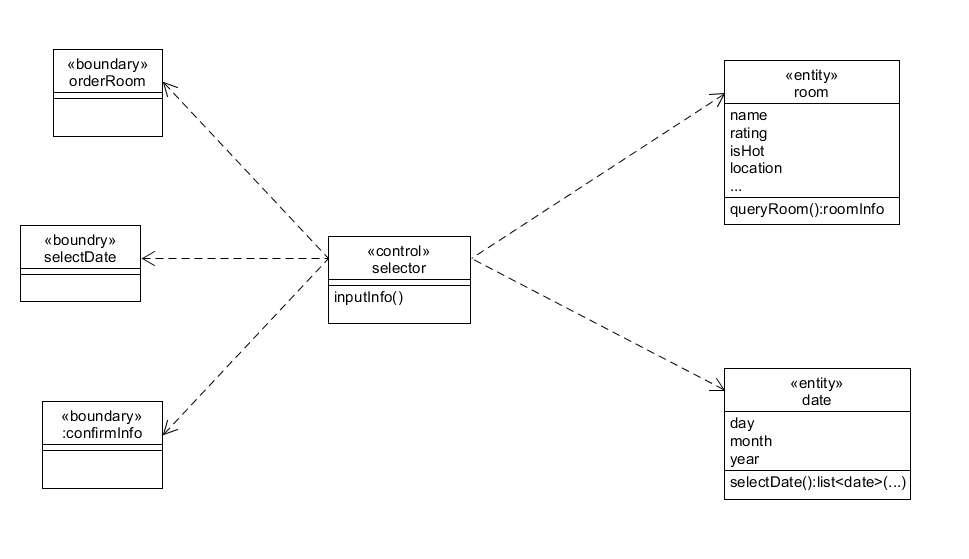 «boundary»
orderRoom
«boundry»
selectDate
«boundary»
:confirmInfo
«control»
selector
inputInfo()
«entity»
room
name
rating
isHot
location
...
queryRoom():roomInfo
«entity»
date
day
month
year
selectDate():list<date>(...)